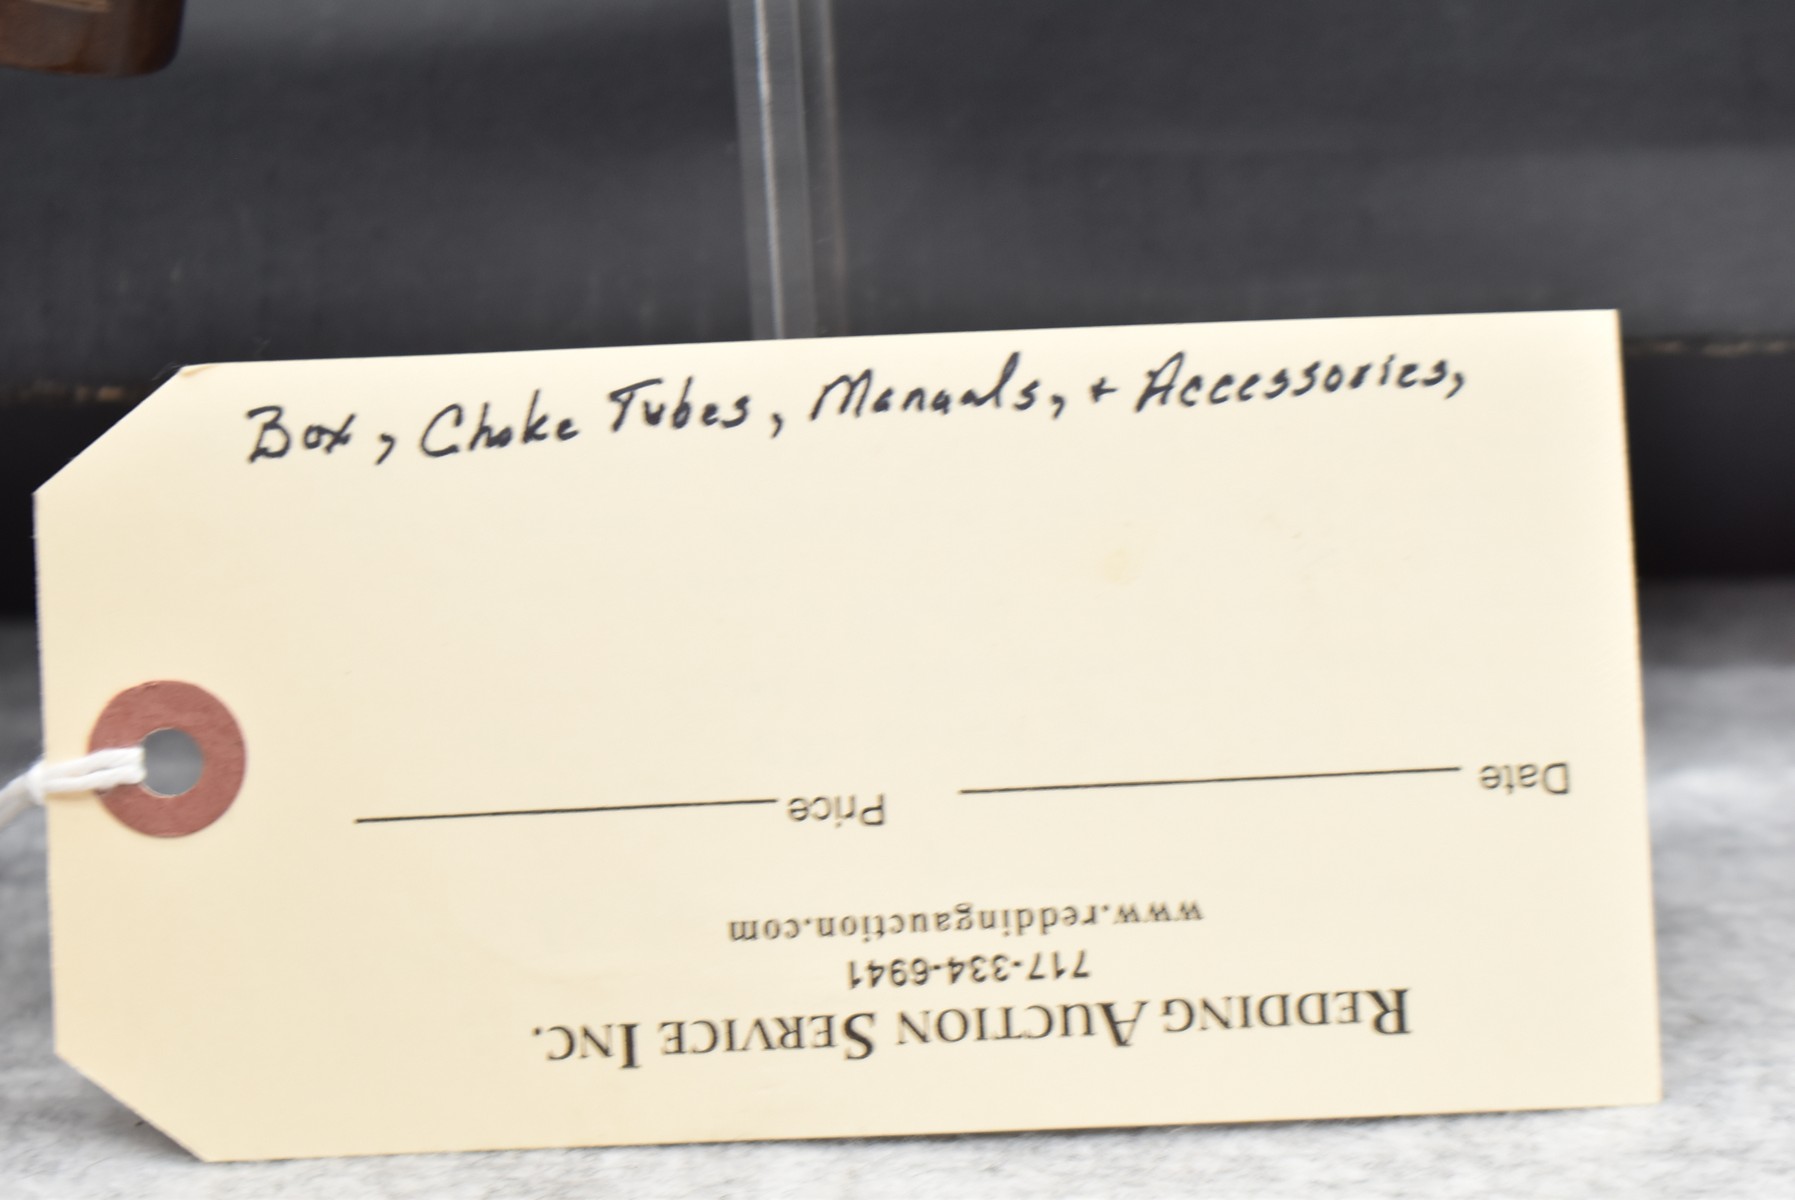 Box, Choke Tubes, Manuals, + Accessories,
REDDING AUCTION SERVICE INC.
717-334-6941
www.reddingauction.com
Date Price